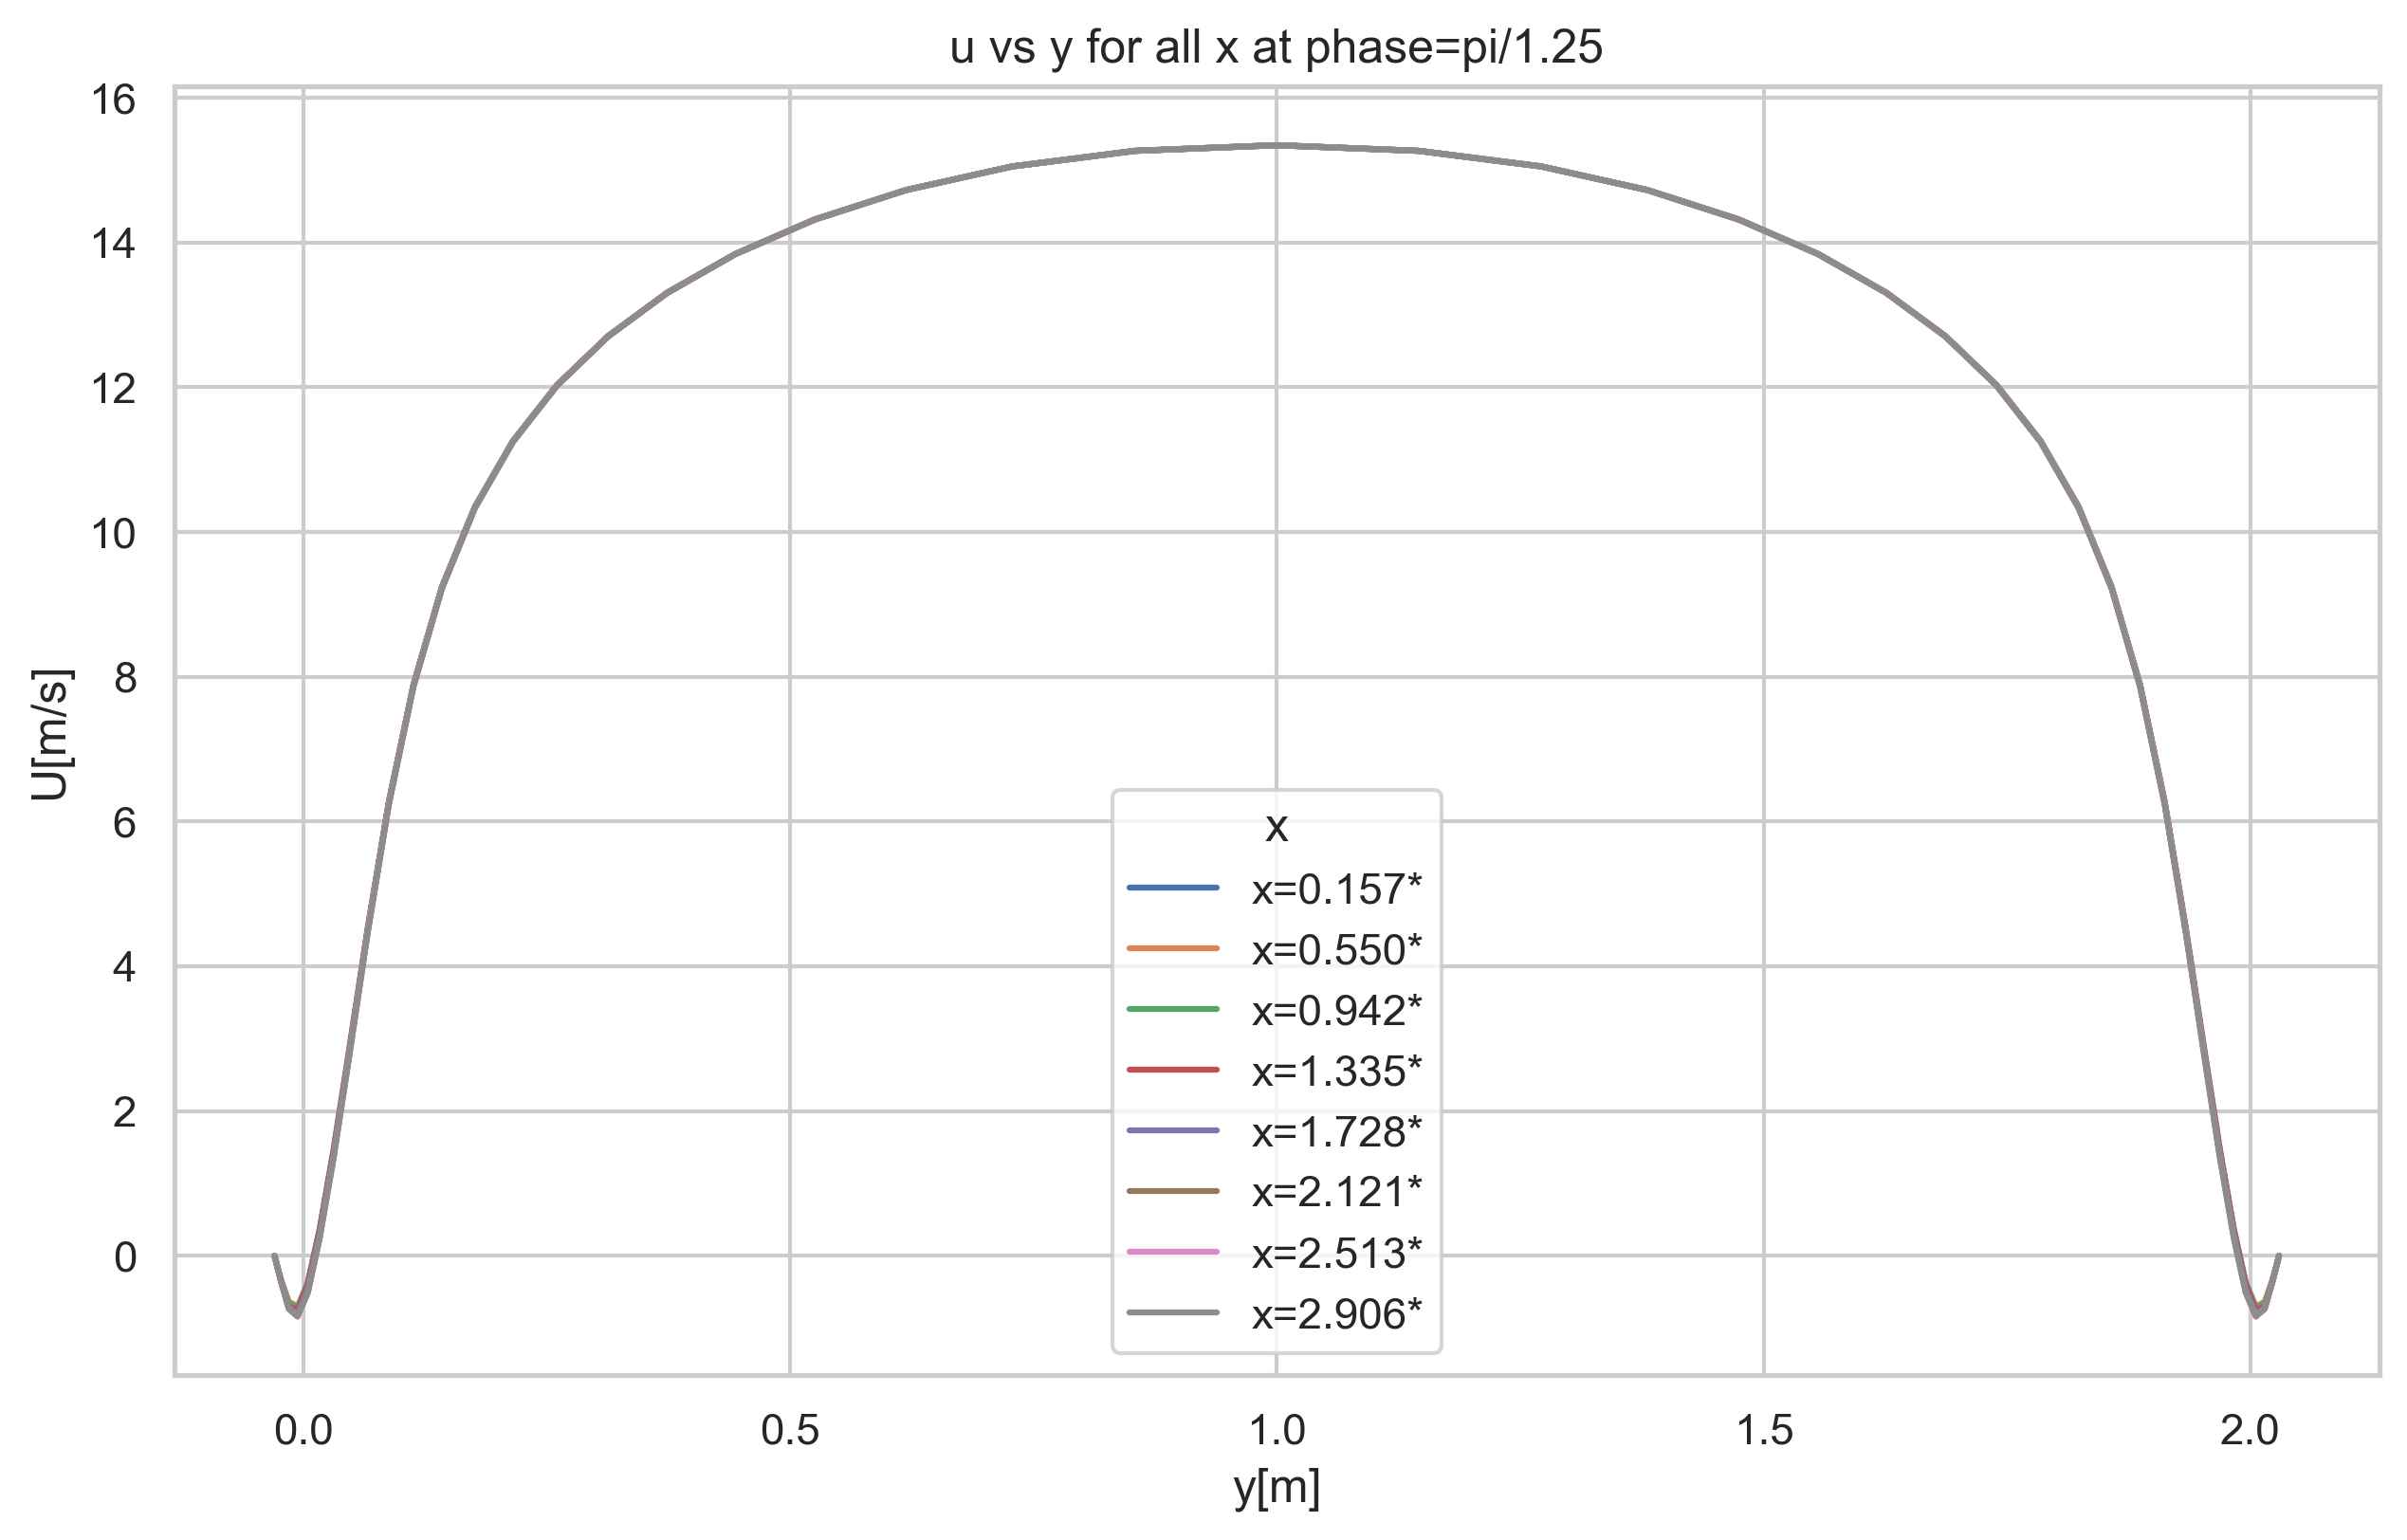 u vs y for all x at phase=pi/1.25
16
14
12
10
8
6
4
2
0
U[m/s]
x
x=0.157*
x=0.550*
x=0.942*
x=1.335*
x=1.728*
x=2.121*
x=2.513*
x=2.906*
0.0 0.5 1.0 1.5 2.0
y[m]